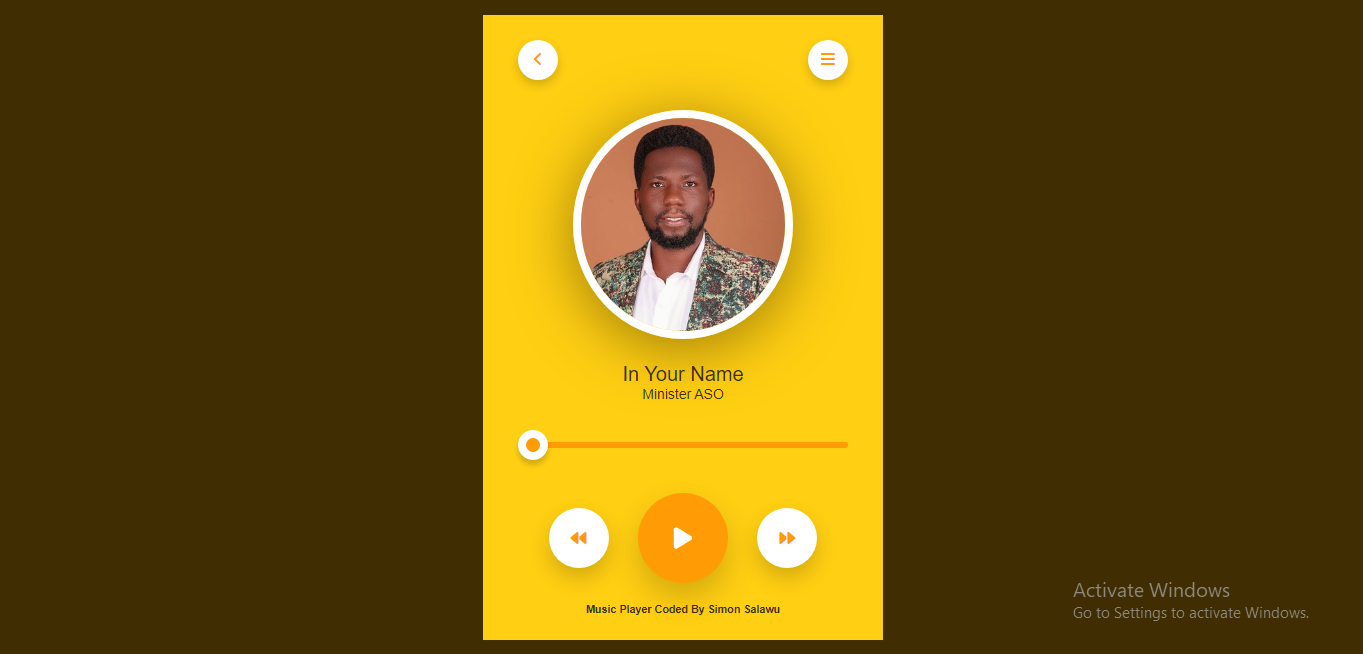 In Your Name
Minister ASO
Music Player Coded By Simon Salawu
Activate Windows
Go to Settings to activate Windows.